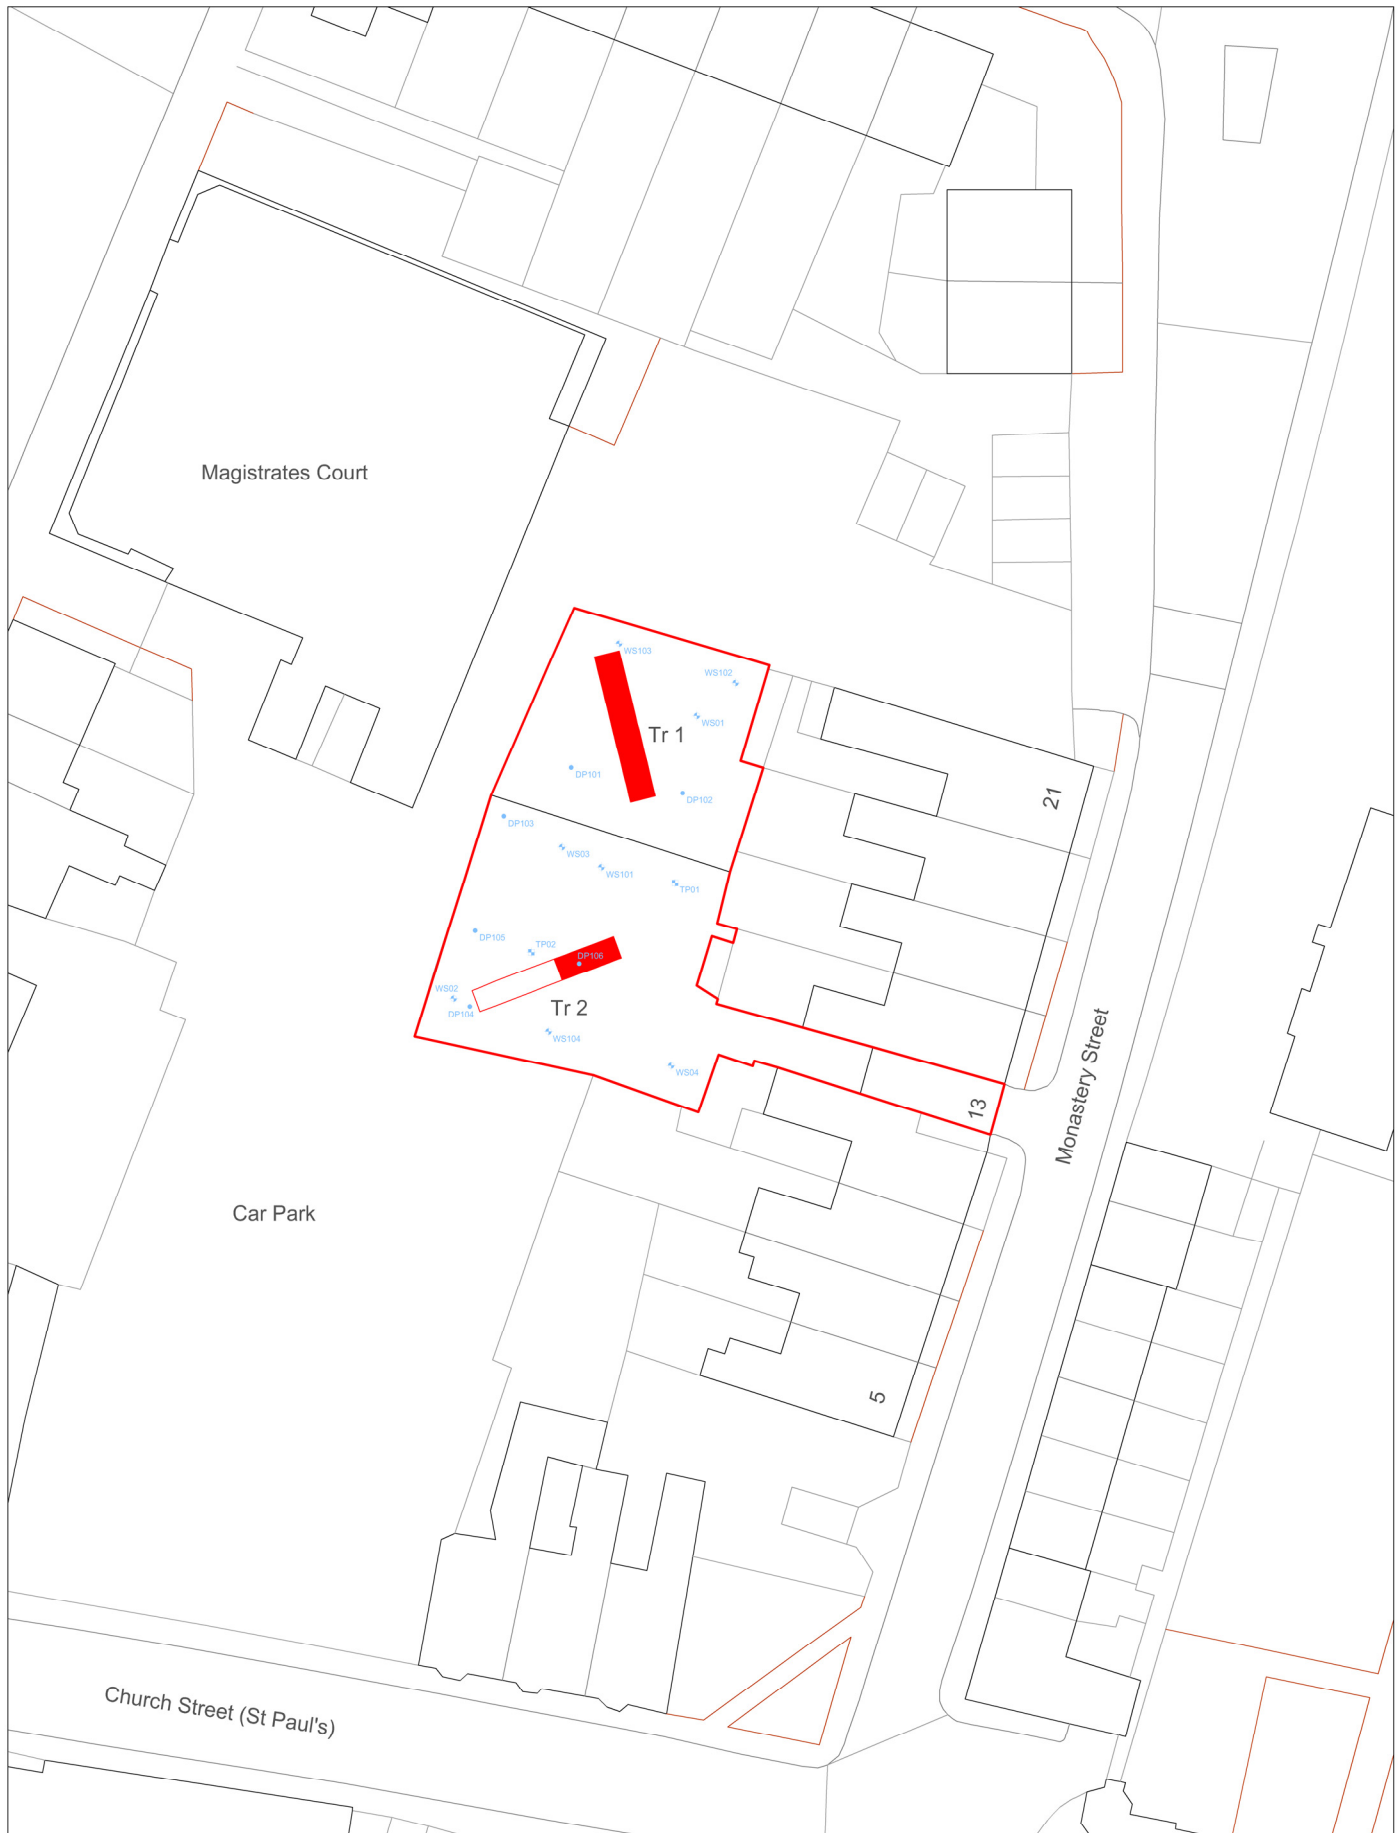 Magistrates Court
WS103
WS102
WS01
Tr 1
DP101
DP102
21
DP103
WS03
WS101
TP01
DP105
TP02
DP106
WS02
DP104
Tr 2
WS104
WS04
13
Monastery Street
Car Park
5
Church Street (St Paul's)